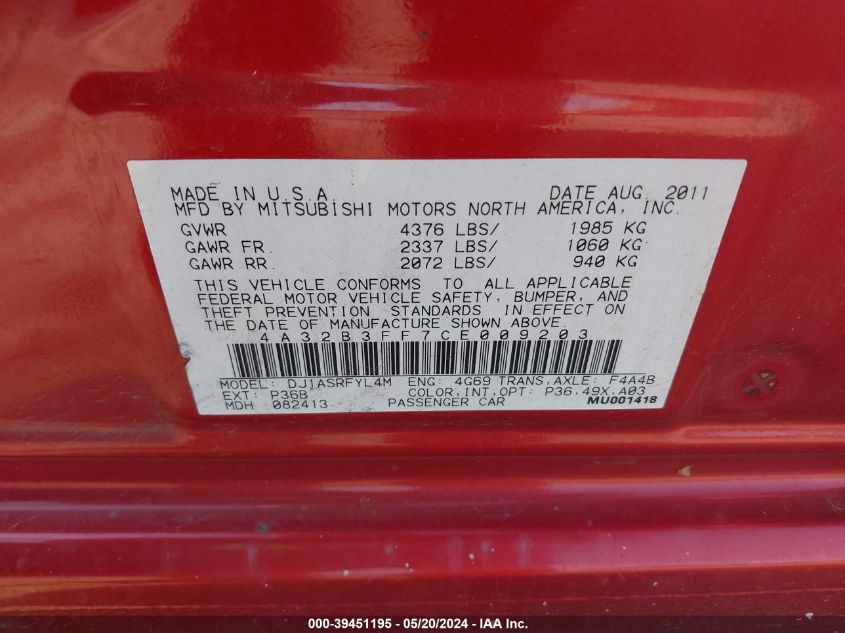 MADE IN U.S.A. DATE AUG. 2011
MFD BY MITSUBISHI MOTORS NORTH AMERICA, INC.
GVWR 4376 LBS/ 1985 KG
GAWR FR. 2337 LBS/ 1060 KG
GAWR RR. 2072 LBS/ 940 KG
THIS VEHICLE CONFORMS TO ALL APPLICABLE
FEDERAL MOTOR VEHICLE SAFETY, BUMPER, AND
THEFT PREVENTION STANDARDS IN EFFECT ON
THE DATE OF MANUFACTURE SHOWN ABOVE.
4A32B3FF7CE009203
MODEL: DJ1ASRFYL4M ENG: 4G69 TRANS,AXLE: F4A4B
EXT: P36B COLOR,INT,OPT: P36,49X,A03
MDH 082413 PASSENGER CAR MU001418
000-39451195 - 05/20/2024 - IAA Inc.